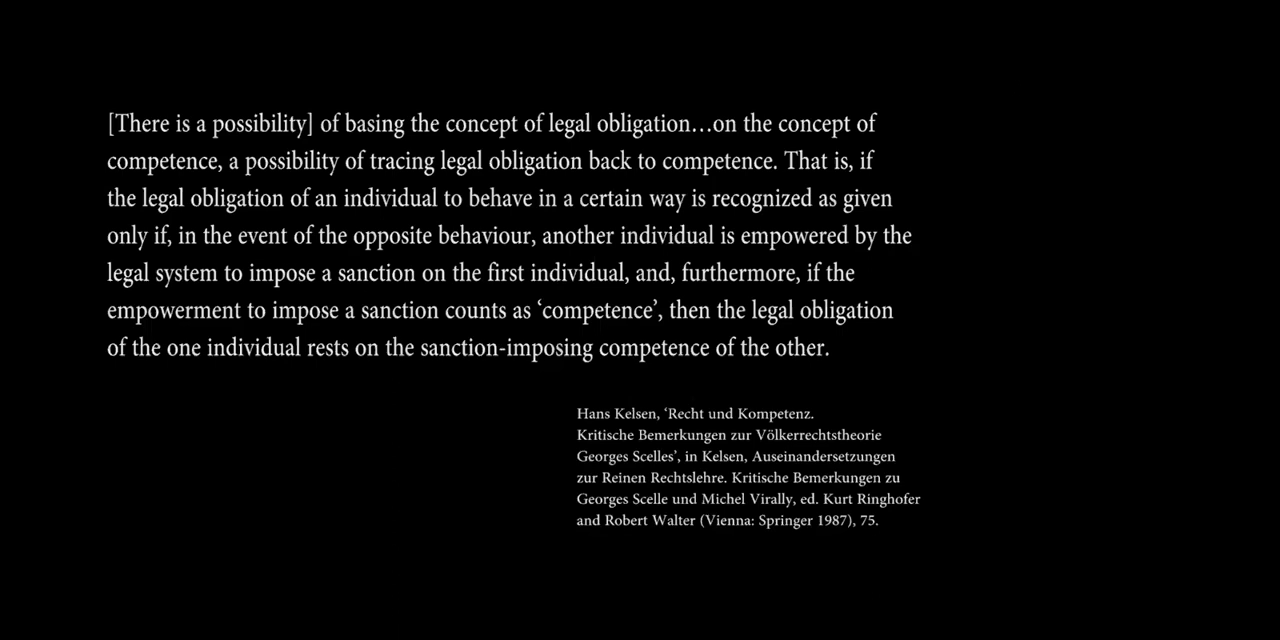 [There is a possibility] of basing the concept of legal obligation…on the concept of
competence, a possibility of tracing legal obligation back to competence. That is, if
the legal obligation of an individual to behave in a certain way is recognized as given
only if, in the event of the opposite behaviour, another individual is empowered by the
legal system to impose a sanction on the first individual, and, furthermore, if the
empowerment to impose a sanction counts as ‘competence’, then the legal obligation
of the one individual rests on the sanction-imposing competence of the other.
Hans Kelsen, ‘Recht und Kompetenz.
Kritische Bemerkungen zur Völkerrechtstheorie
Georges Scelles’, in Kelsen, Auseinandersetzungen
zur Reinen Rechtslehre. Kritische Bemerkungen zu
Georges Scelle und Michel Virally, ed. Kurt Ringhofer
and Robert Walter (Vienna: Springer 1987), 75.